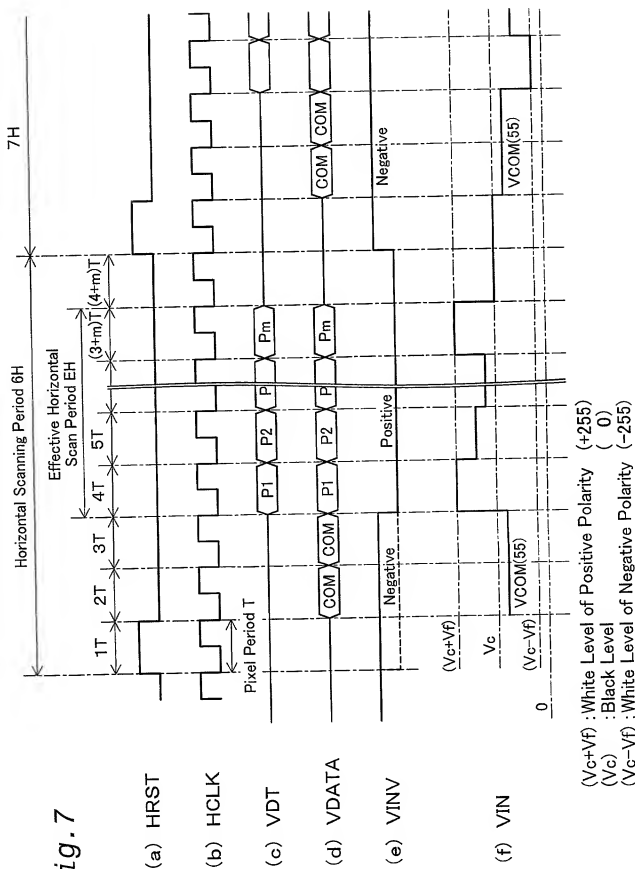 ig.7
Horizontal Scanning Period 6H
7H
Effective Horizontal
Scan Period EH
1T
2T
3T
4T
5T
(3+m)T
(4+m)T
(a) HRST
(b) HCLK
Pixel Period T
(c) VDT
P1
P2
P
Pm
(d) VDATA
COM
COM
P1
P2
P
Pm
COM
COM
(e) VINV
Negative
Positive
Negative
(f) VIN
(Vc+Vf)
Vc
(Vc-Vf)
0
VCOM(55)
VCOM(55)
(Vc+Vf) :White Level of Positive Polarity (+255)
(Vc) :Black Level ( 0)
(Vc-Vf) :White Level of Negative Polarity (-255)